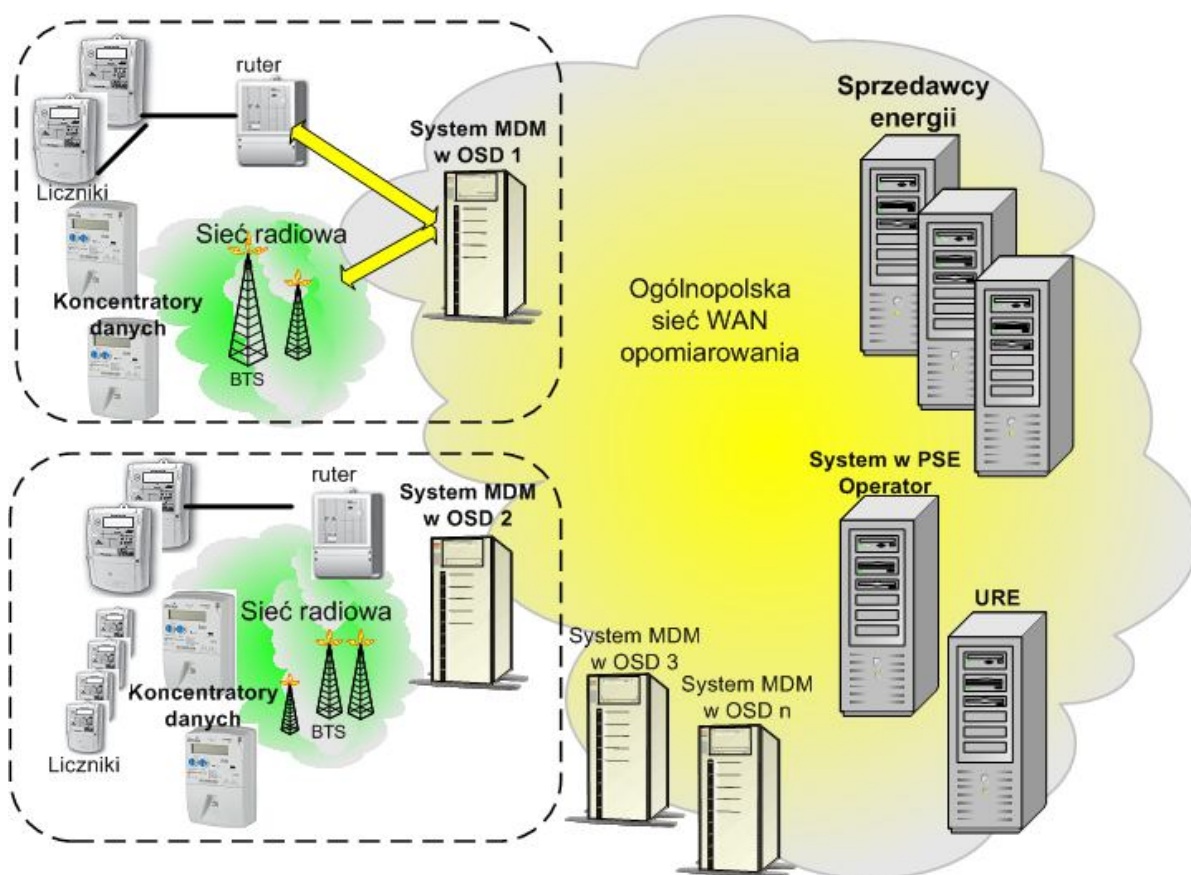 ruter
System MDM
w OSD 1
Liczniki
Sieć radiowa
Koncentratory
danych
BTS
Sprzedawcy
energii
Ogólnopolska
sieć WAN
opomiarowania
ruter
System MDM
w OSD 2
Sieć radiowa
Koncentratory
danych
BTS
Liczniki
System MDM
w OSD 3
System MDM
w OSD n
System w PSE
Operator
URE